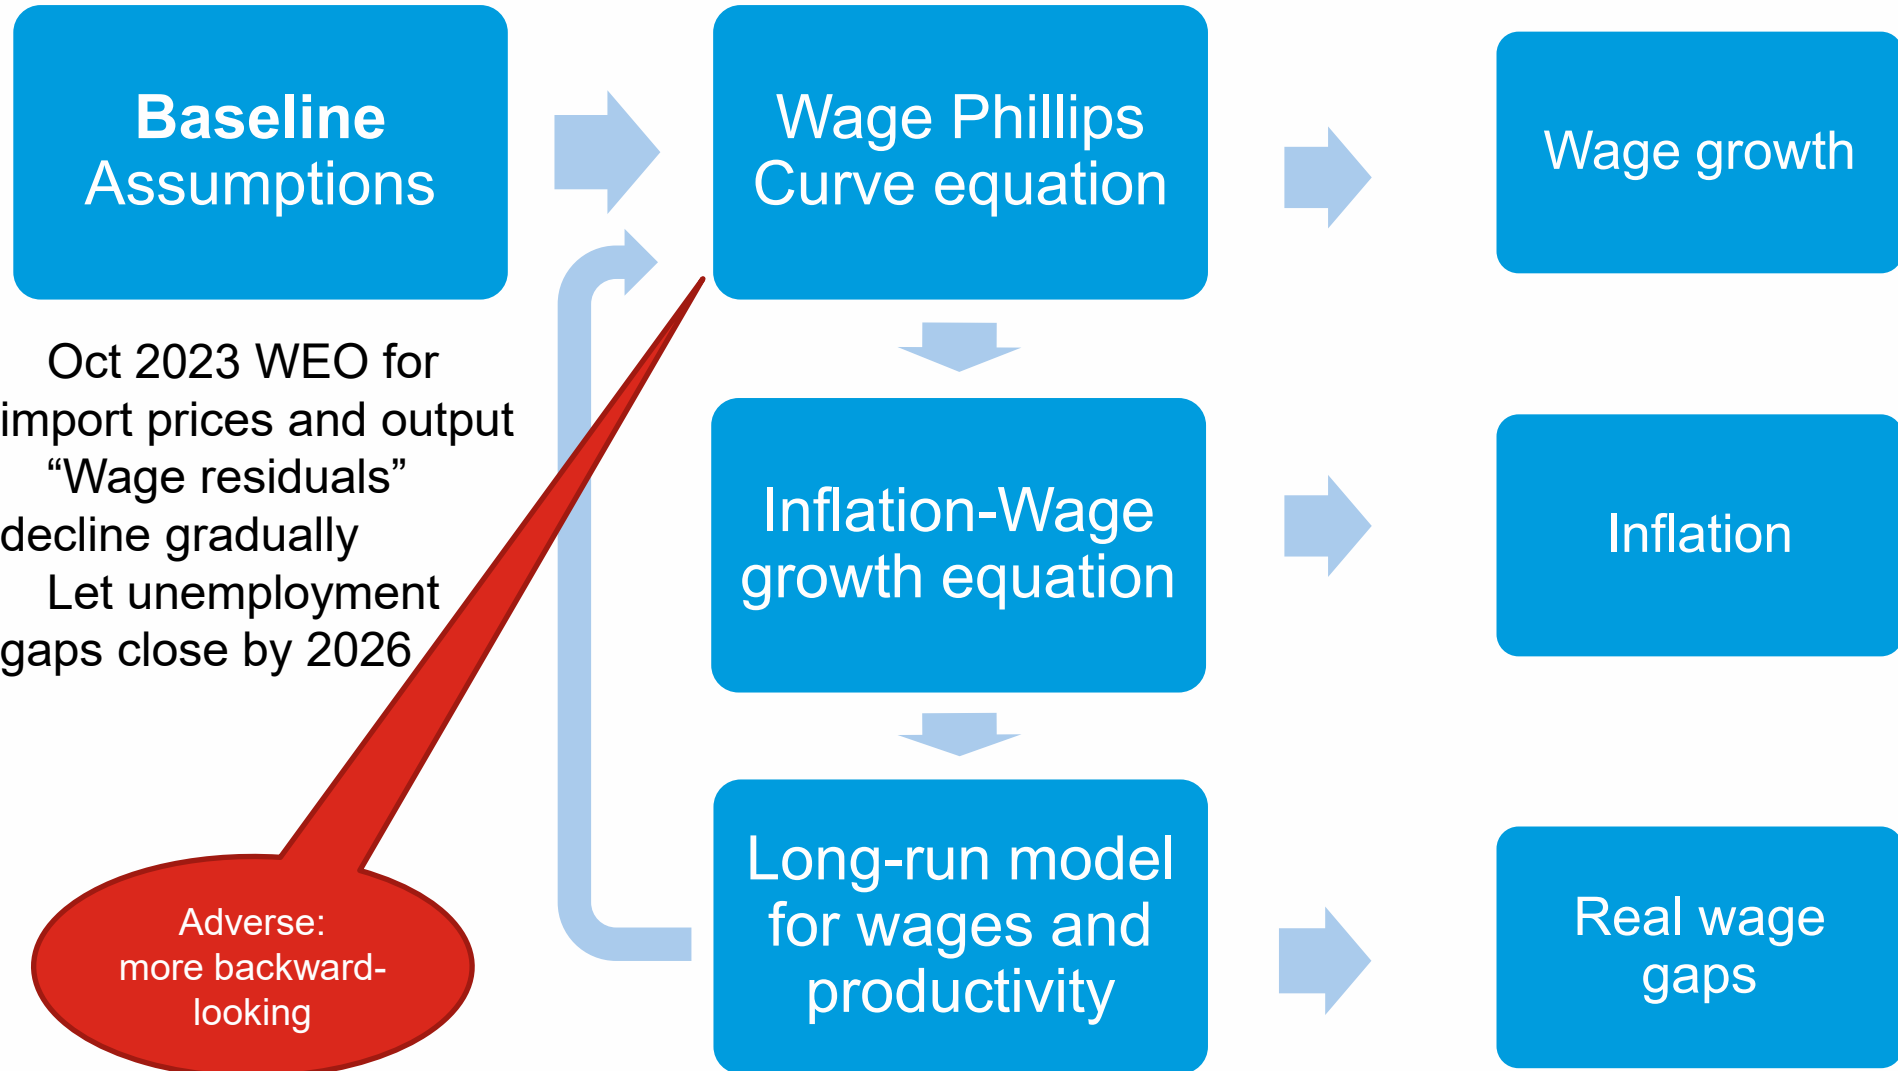 Baseline
Assumptions
Wage Phillips
Curve equation
Wage growth
Oct 2023 WEO for
import prices and output
“Wage residuals”
decline gradually
Let unemployment
gaps close by 2026
Inflation-Wage
growth equation
Inflation
Adverse:
more backward-
looking
Long-run model
for wages and
productivity
Real wage
gaps